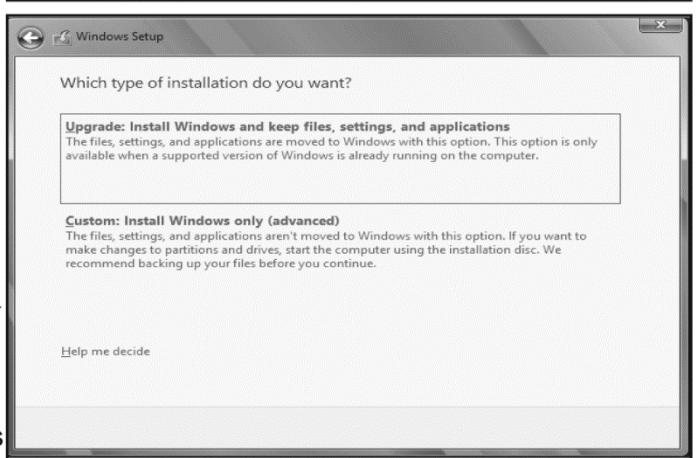 Windows Setup
Which type of installation do you want?
Upgrade: Install Windows and keep files, settings, and applications
The files, settings, and applications are moved to Windows with this option. This option is only
available when a supported version of Windows is already running on the computer.
Custom: Install Windows only (advanced)
The files, settings, and applications aren't moved to Windows with this option. If you want to
make changes to partitions and drives, start the computer using the installation disc. We
recommend backing up your files before you continue.
Help me decide
s